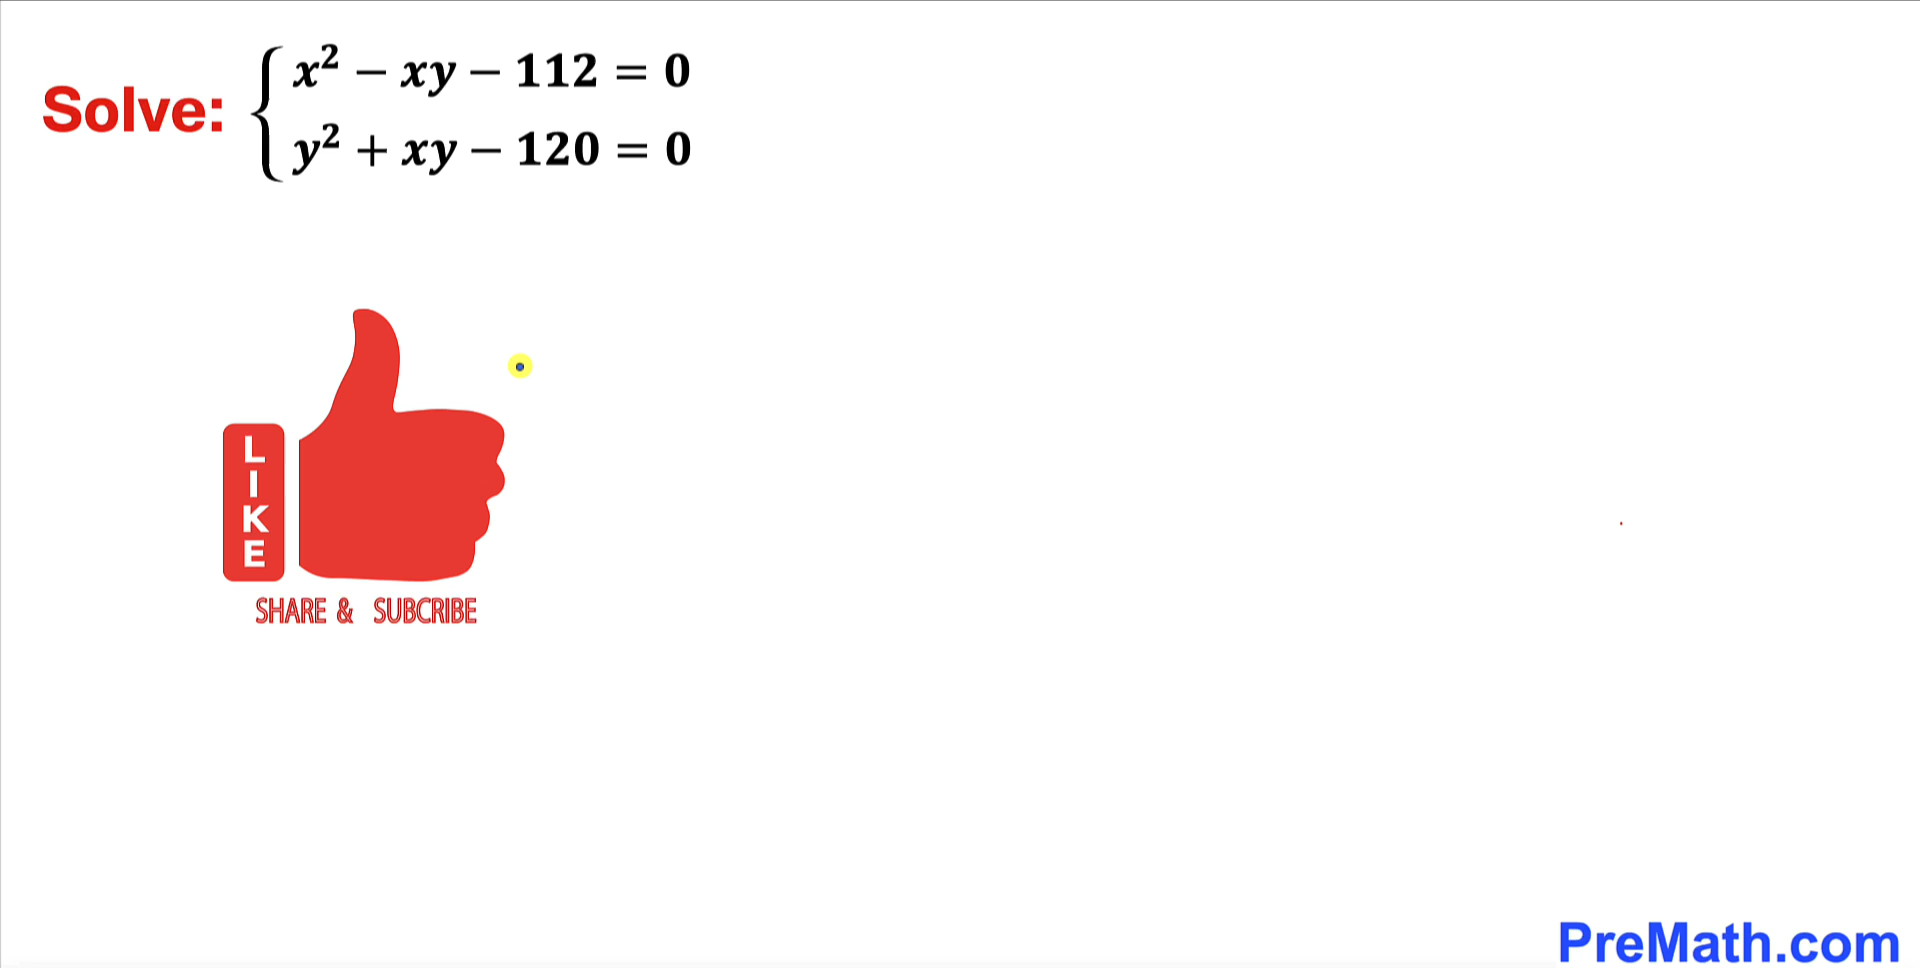 Solve: { x² − xy − 112 = 0
y² + xy − 120 = 0
L
I
K
E
SHARE & SUBCRIBE
PreMath.com